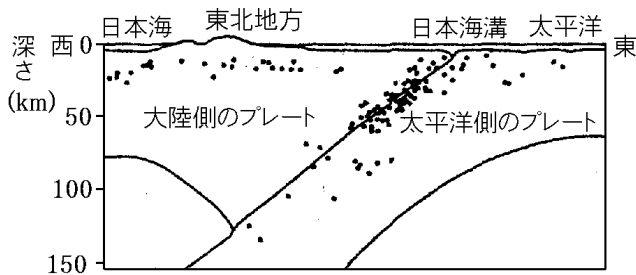 日本海 東北地方 日本海溝 太平洋
深さ(km) 西 0 東
50
大陸側のプレート 太平洋側のプレート
100
150